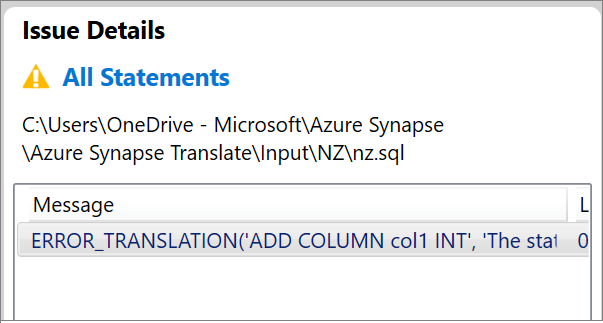 Issue Details
All Statements
C:\Users\OneDrive - Microsoft\Azure Synapse
\Azure Synapse Translate\Input\NZ\nz.sql
Message L
ERROR_TRANSLATION('ADD COLUMN col1 INT', 'The stat 0